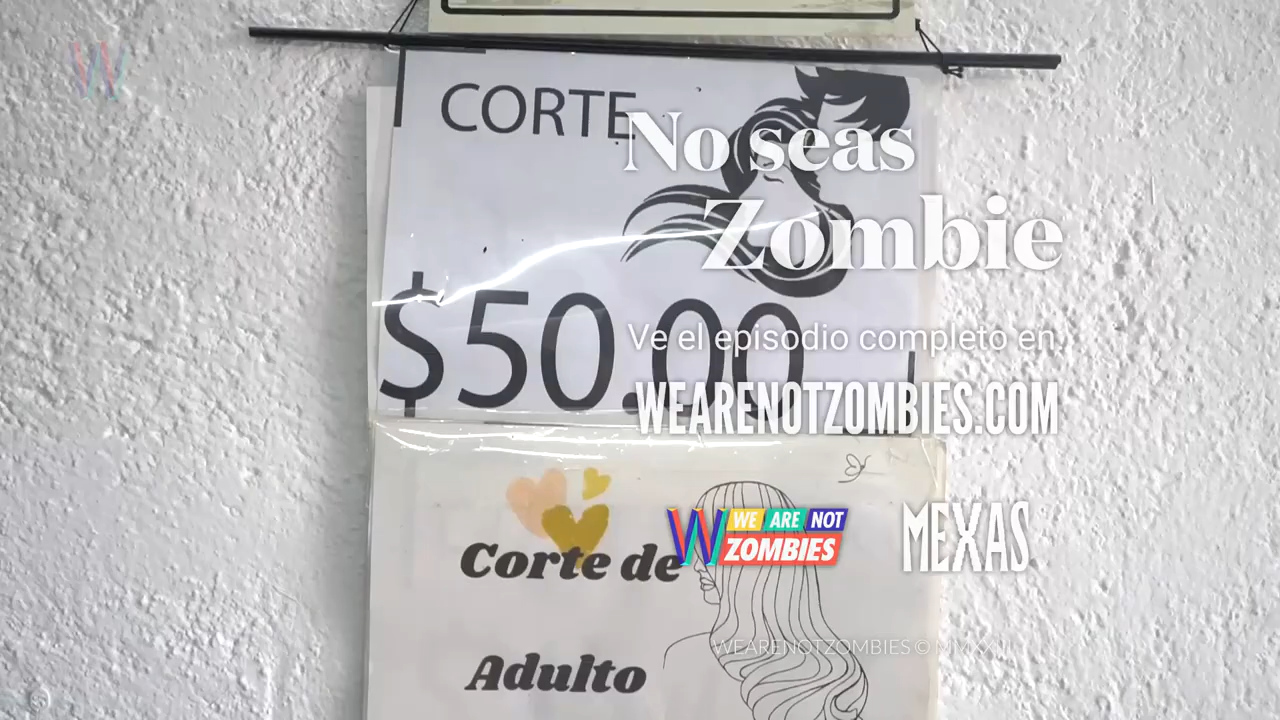 CORTE
$50.00
Corte de
Adulto
No seas
Zombie
Ve el episodio completo en.
WEARENOTZOMBIES.COM
W WE ARE NOT
ZOMBIES
MEXAS
WEARENOTZOMBIES ©
W